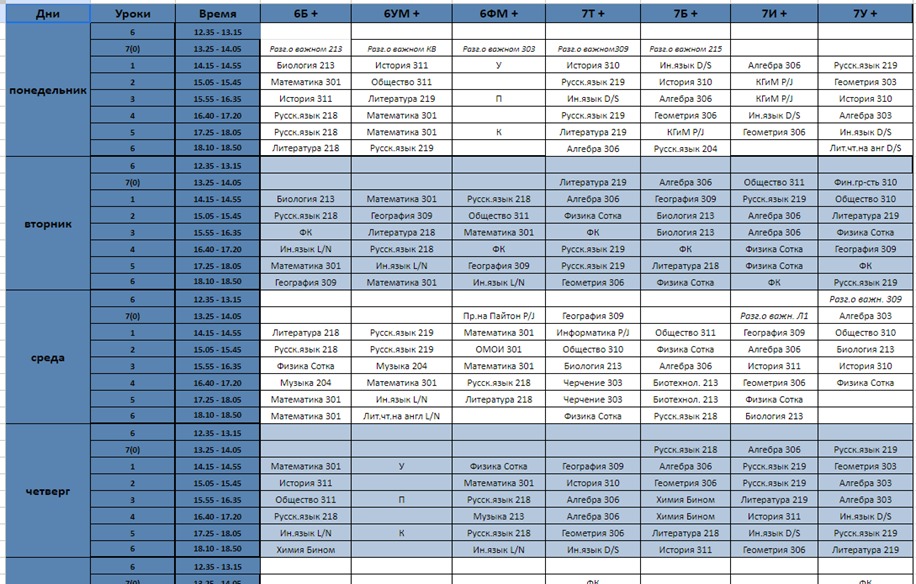 Дни Уроки Время 6Б + 6УМ + 6ФМ + 7Т + 7Б + 7И + 7У +
понедельник
6 12.35 - 13.15
7(0) 13.25 - 14.05 Разг.о важном 213 Разг.о важном КВ Разг.о важном 303 Разг.о важном309 Разг.о важном 215
1 14.15 - 14.55 Биология 213 История 311 У История 310 Ин.язык D/S Алгебра 306 Русск.язык 219
2 15.05 - 15.45 Математика 301 Общество 311 Русск.язык 219 История 310 КГиМ P/J Геометрия 303
3 15.55 - 16.35 История 311 Литература 219 П Ин.язык D/S Алгебра 306 КГиМ P/J История 310
4 16.40 - 17.20 Русск.язык 218 Математика 301 Русск.язык 219 Геометрия 306 Ин.язык D/S Алгебра 303
5 17.25 - 18.05 Русск.язык 218 Математика 301 К Литература 219 КГиМ P/J Геометрия 306 Ин.язык D/S
6 18.10 - 18.50 Литература 218 Русск.язык 219 Алгебра 306 Русск.язык 204 Лит.чт.на анг D/S
вторник
6 12.35 - 13.15
7(0) 13.25 - 14.05 Литература 219 Алгебра 306 Общество 311 Фин.гр-сть 310
1 14.15 - 14.55 Биология 213 Математика 301 Русск.язык 218 Алгебра 306 География 309 Русск.язык 219 Общество 310
2 15.05 - 15.45 Русск.язык 218 География 309 Общество 311 Физика Сотка Биология 213 Алгебра 306 Литература 219
3 15.55 - 16.35 ФК Литература 218 Математика 301 ФК Биология 213 Алгебра 306 Физика Сотка
4 16.40 - 17.20 Ин.язык L/N Русск.язык 218 ФК Русск.язык 219 ФК Физика Сотка География 309
5 17.25 - 18.05 Математика 301 Ин.язык L/N География 309 Русск.язык 219 Литература 218 Физика Сотка ФК
6 18.10 - 18.50 География 309 Математика 301 Ин.язык L/N Геометрия 306 Физика Сотка ФК Русск.язык 219
среда
6 12.35 - 13.15 Разг.о важн. 309
7(0) 13.25 - 14.05 Пр.на Пайтон P/J География 309 Разг.о важн. Л1 Алгебра 303
1 14.15 - 14.55 Литература 218 Русск.язык 219 Математика 301 Информатика P/J Общество 311 География 309 Общество 310
2 15.05 - 15.45 Русск.язык 218 Русск.язык 219 ОМОИ 301 Общество 310 Физика Сотка Алгебра 306 Биология 213
3 15.55 - 16.35 Физика Сотка Музыка 204 Математика 301 Биология 213 Алгебра 306 История 311 История 310
4 16.40 - 17.20 Музыка 204 Математика 301 Русск.язык 218 Черчение 303 Биотехнол. 213 Геометрия 306 Физика Сотка
5 17.25 - 18.05 Математика 301 Ин.язык L/N Литература 218 Черчение 303 Биотехнол. 213 Физика Сотка
6 18.10 - 18.50 Математика 301 Лит.чт.на англ L/N Физика Сотка Русск.язык 218 Биология 213
четверг
6 12.35 - 13.15
7(0) 13.25 - 14.05 Русск.язык 218 Алгебра 306 Русск.язык 219
1 14.15 - 14.55 Математика 301 У Физика Сотка География 309 Алгебра 306 Русск.язык 219 Геометрия 303
2 15.05 - 15.45 История 311 Математика 301 История 310 Геометрия 306 Русск.язык 219 Алгебра 303
3 15.55 - 16.35 Общество 311 П Русск.язык 218 Алгебра 306 Химия Бином Литература 219 Алгебра 303
4 16.40 - 17.20 Русск.язык 218 Музыка 213 Алгебра 306 Химия Бином История 311 Ин.язык D/S
5 17.25 - 18.05 Ин.язык L/N К Русск.язык 218 Геометрия 306 Литература 218 Ин.язык D/S Русск.язык 219
6 18.10 - 18.50 Химия Бином Ин.язык L/N Ин.язык D/S История 311 Геометрия 306 Литература 219
6 12.35 - 13.15
7(0) 13.25 - 14.05 ФК ФК